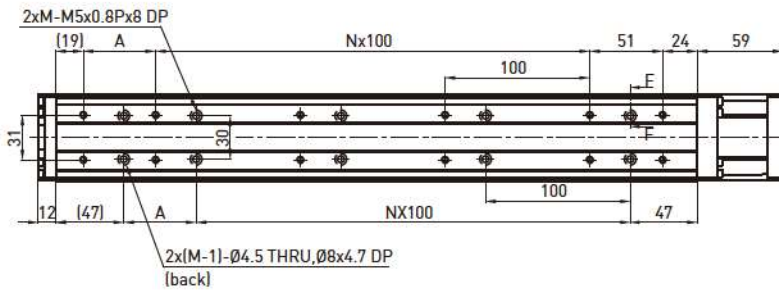 2xM-M5x0.8Px8 DP
(19) A Nx100 51 24 59
100
E
31 30
F
100
12 (47) A NX100 47
2x(M-1)-Ø4.5 THRU,Ø8x4.7 DP
(back)